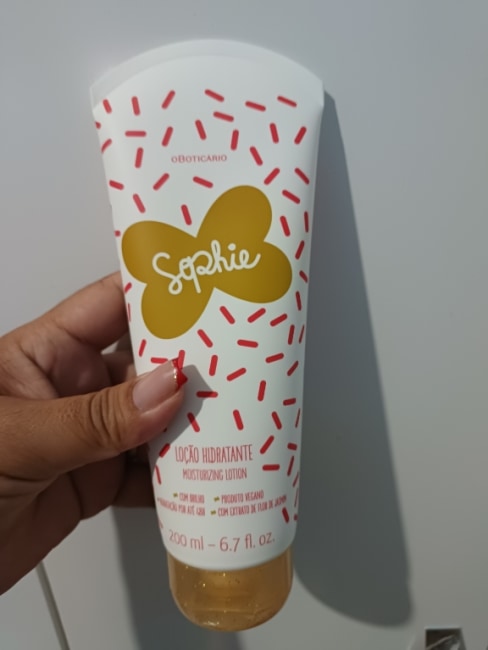 OBOTICÁRIO
Sophie
LOÇÃO HIDRATANTE
MOISTURIZING LOTION
COM BRILHO PRODUTO VEGANO
HIDRATAÇÃO POR ATÉ 48H COM EXTRATO DE FLOR DE JASMIM
200 ml – 6.7 fl. oz.